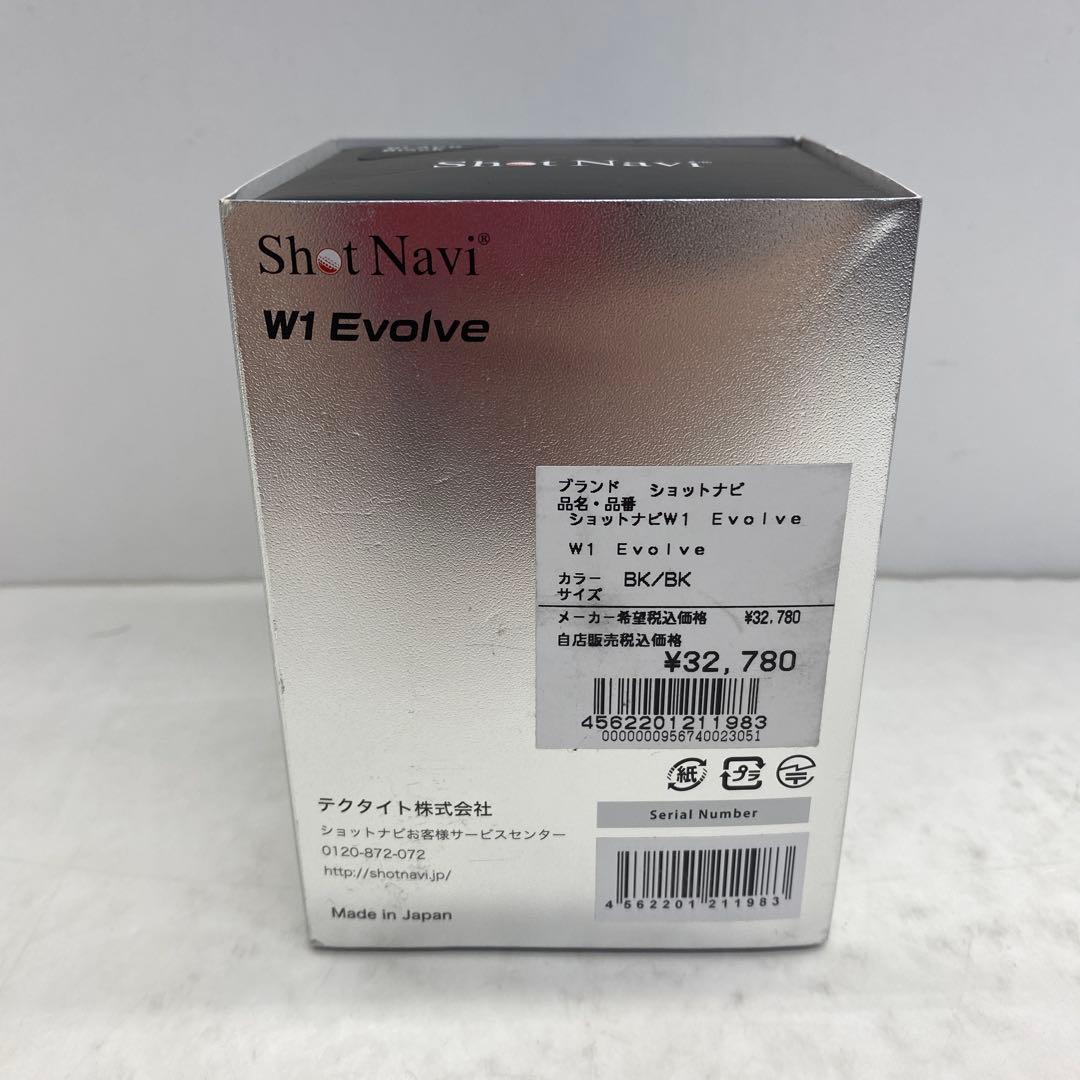 Shot Navi®
Shot Navi®
W1 Evolve
ブランド ショットナビ
品名・品番
ショットナビW1 Evolve
W1 Evolve
カラー BK/BK
サイズ
メーカー希望税込価格 ¥32,780
自店販売税込価格
¥32,780
4562201211983
0000000956740023051
紙 プラ
テクタイト株式会社
Serial Number
ショットナビお客様サービスセンター
0120-872-072
http://shotnavi.jp/
4 562201 211983
Made in Japan